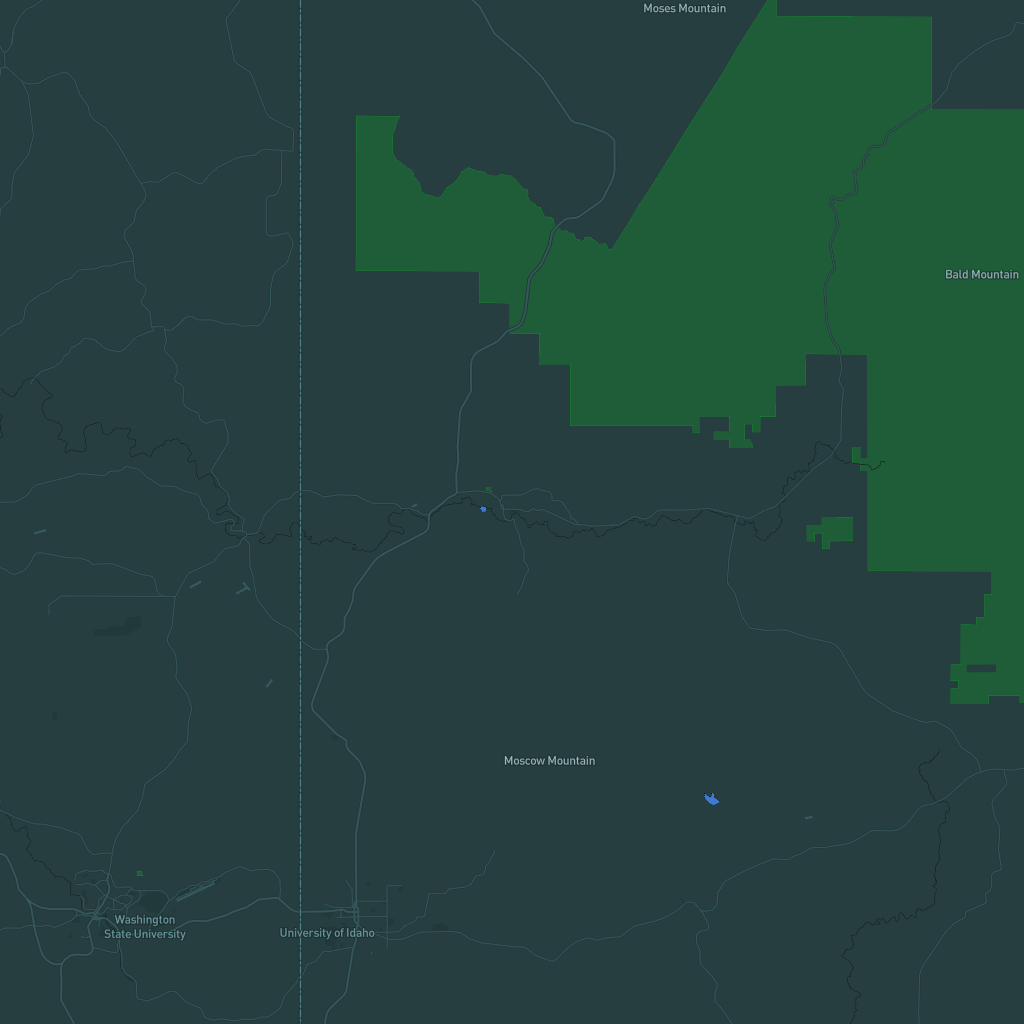 Moses Mountain
Bald Mountain
Moscow Mountain
Washington
State University
University of Idaho